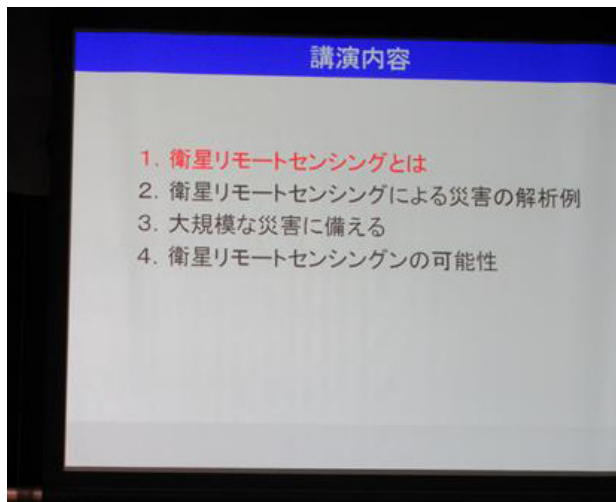 講演内容
1. 衛星リモートセンシングとは
2. 衛星リモートセンシングによる災害の解析例
3. 大規模な災害に備える
4. 衛星リモートセンシングンの可能性